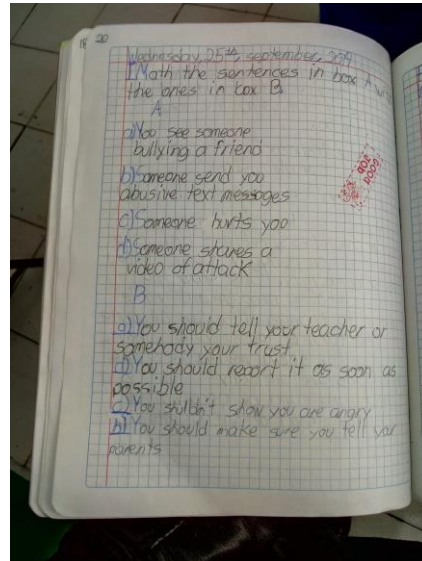 20
Wednesday, 25th, september, 2019
I Math the sentences in box A with
the ones in box B
A
a) You see someone
bullying a friend
b) Someone send you
abusive text messages
c) Someone hurts you
d) Someone shares a
video of attack
GOOD
JOB
B
a) You should tell your teacher or
somebody your trust
d) You should report it as soon as
possible
c) You shuldn't show you are angry
b) You should make sure you tell your
parents